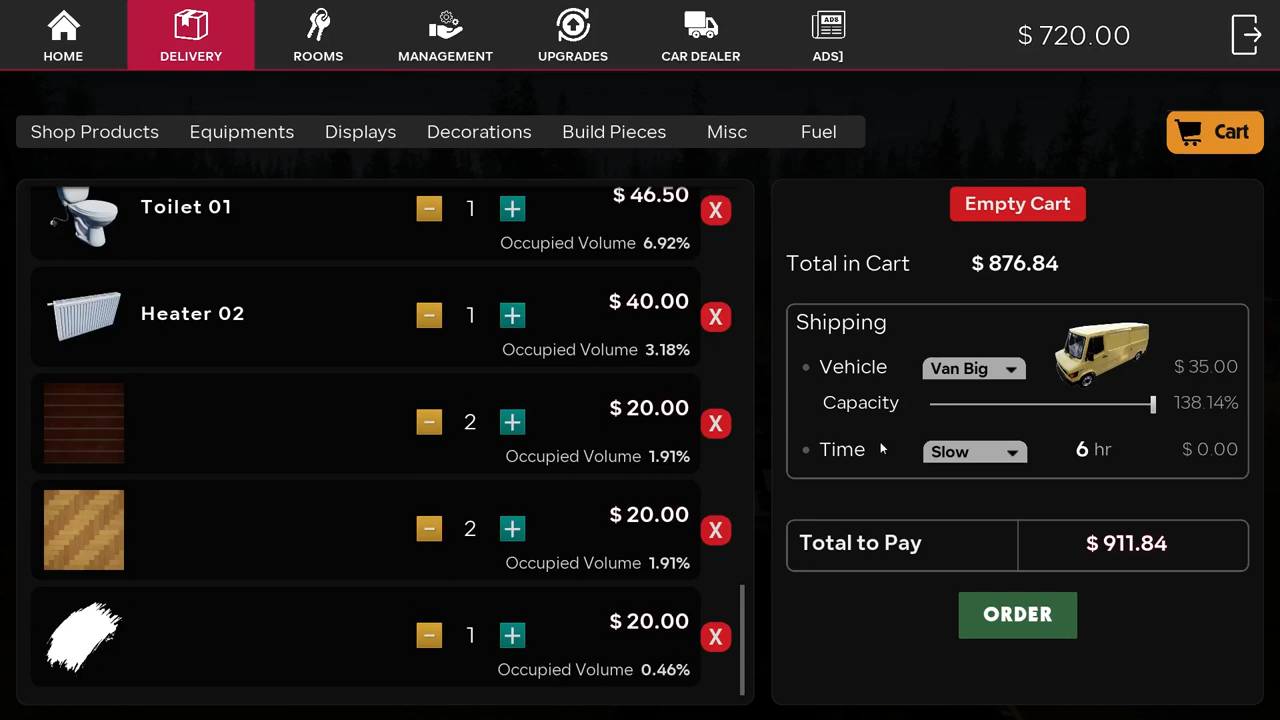 HOME
DELIVERY
ROOMS
MANAGEMENT
UPGRADES
CAR DEALER
ADS
ADS]
$ 720.00
Shop Products
Equipments
Displays
Decorations
Build Pieces
Misc
Fuel
Cart
Toilet 01
− 1 +
$ 46.50
X
Occupied Volume 6.92%
Heater 02
− 1 +
$ 40.00
X
Occupied Volume 3.18%
− 2 +
$ 20.00
X
Occupied Volume 1.91%
− 2 +
$ 20.00
X
Occupied Volume 1.91%
− 1 +
$ 20.00
X
Occupied Volume 0.46%
Empty Cart
Total in Cart $ 876.84
Shipping
• Vehicle Van Big $ 35.00
Capacity 138.14%
• Time Slow 6 hr $ 0.00
Total to Pay $ 911.84
ORDER